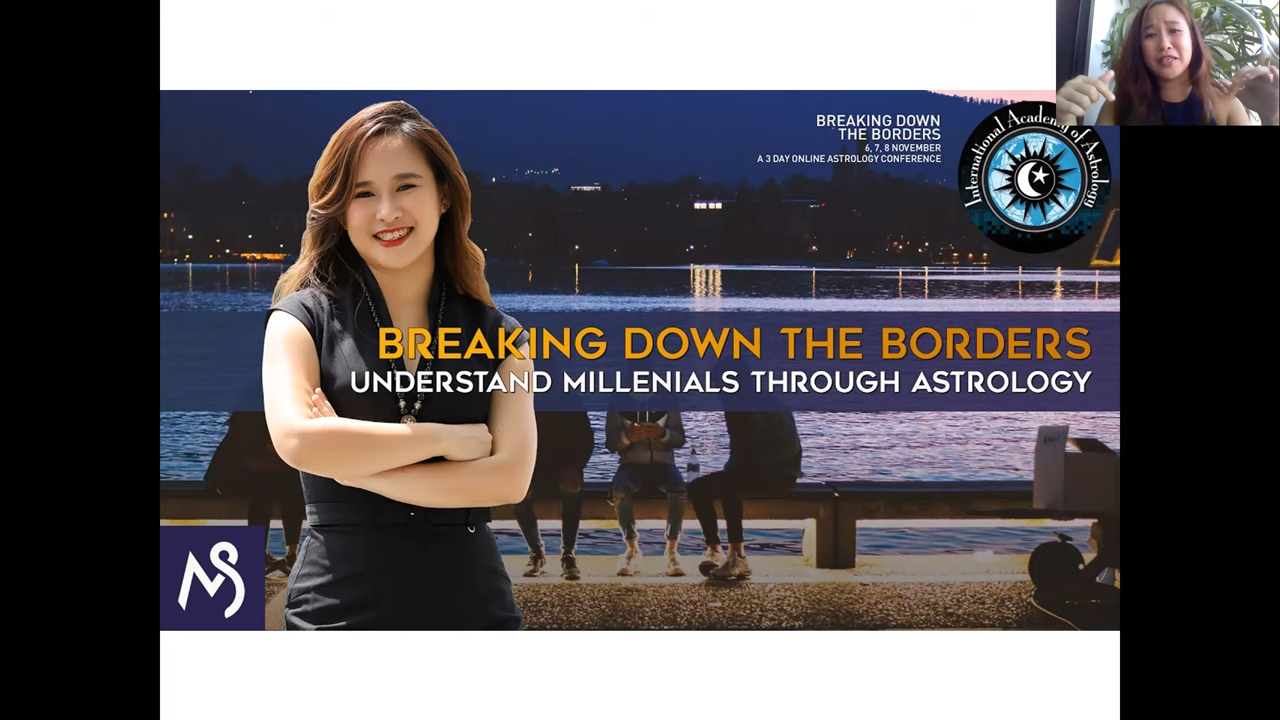 BREAKING DOWN
THE BORDERS
6, 7, 8 NOVEMBER
A 3 DAY ONLINE ASTROLOGY CONFERENCE
International Academy of Astrology
BREAKING DOWN THE BORDERS
UNDERSTAND MILLENIALS THROUGH ASTROLOGY
MS